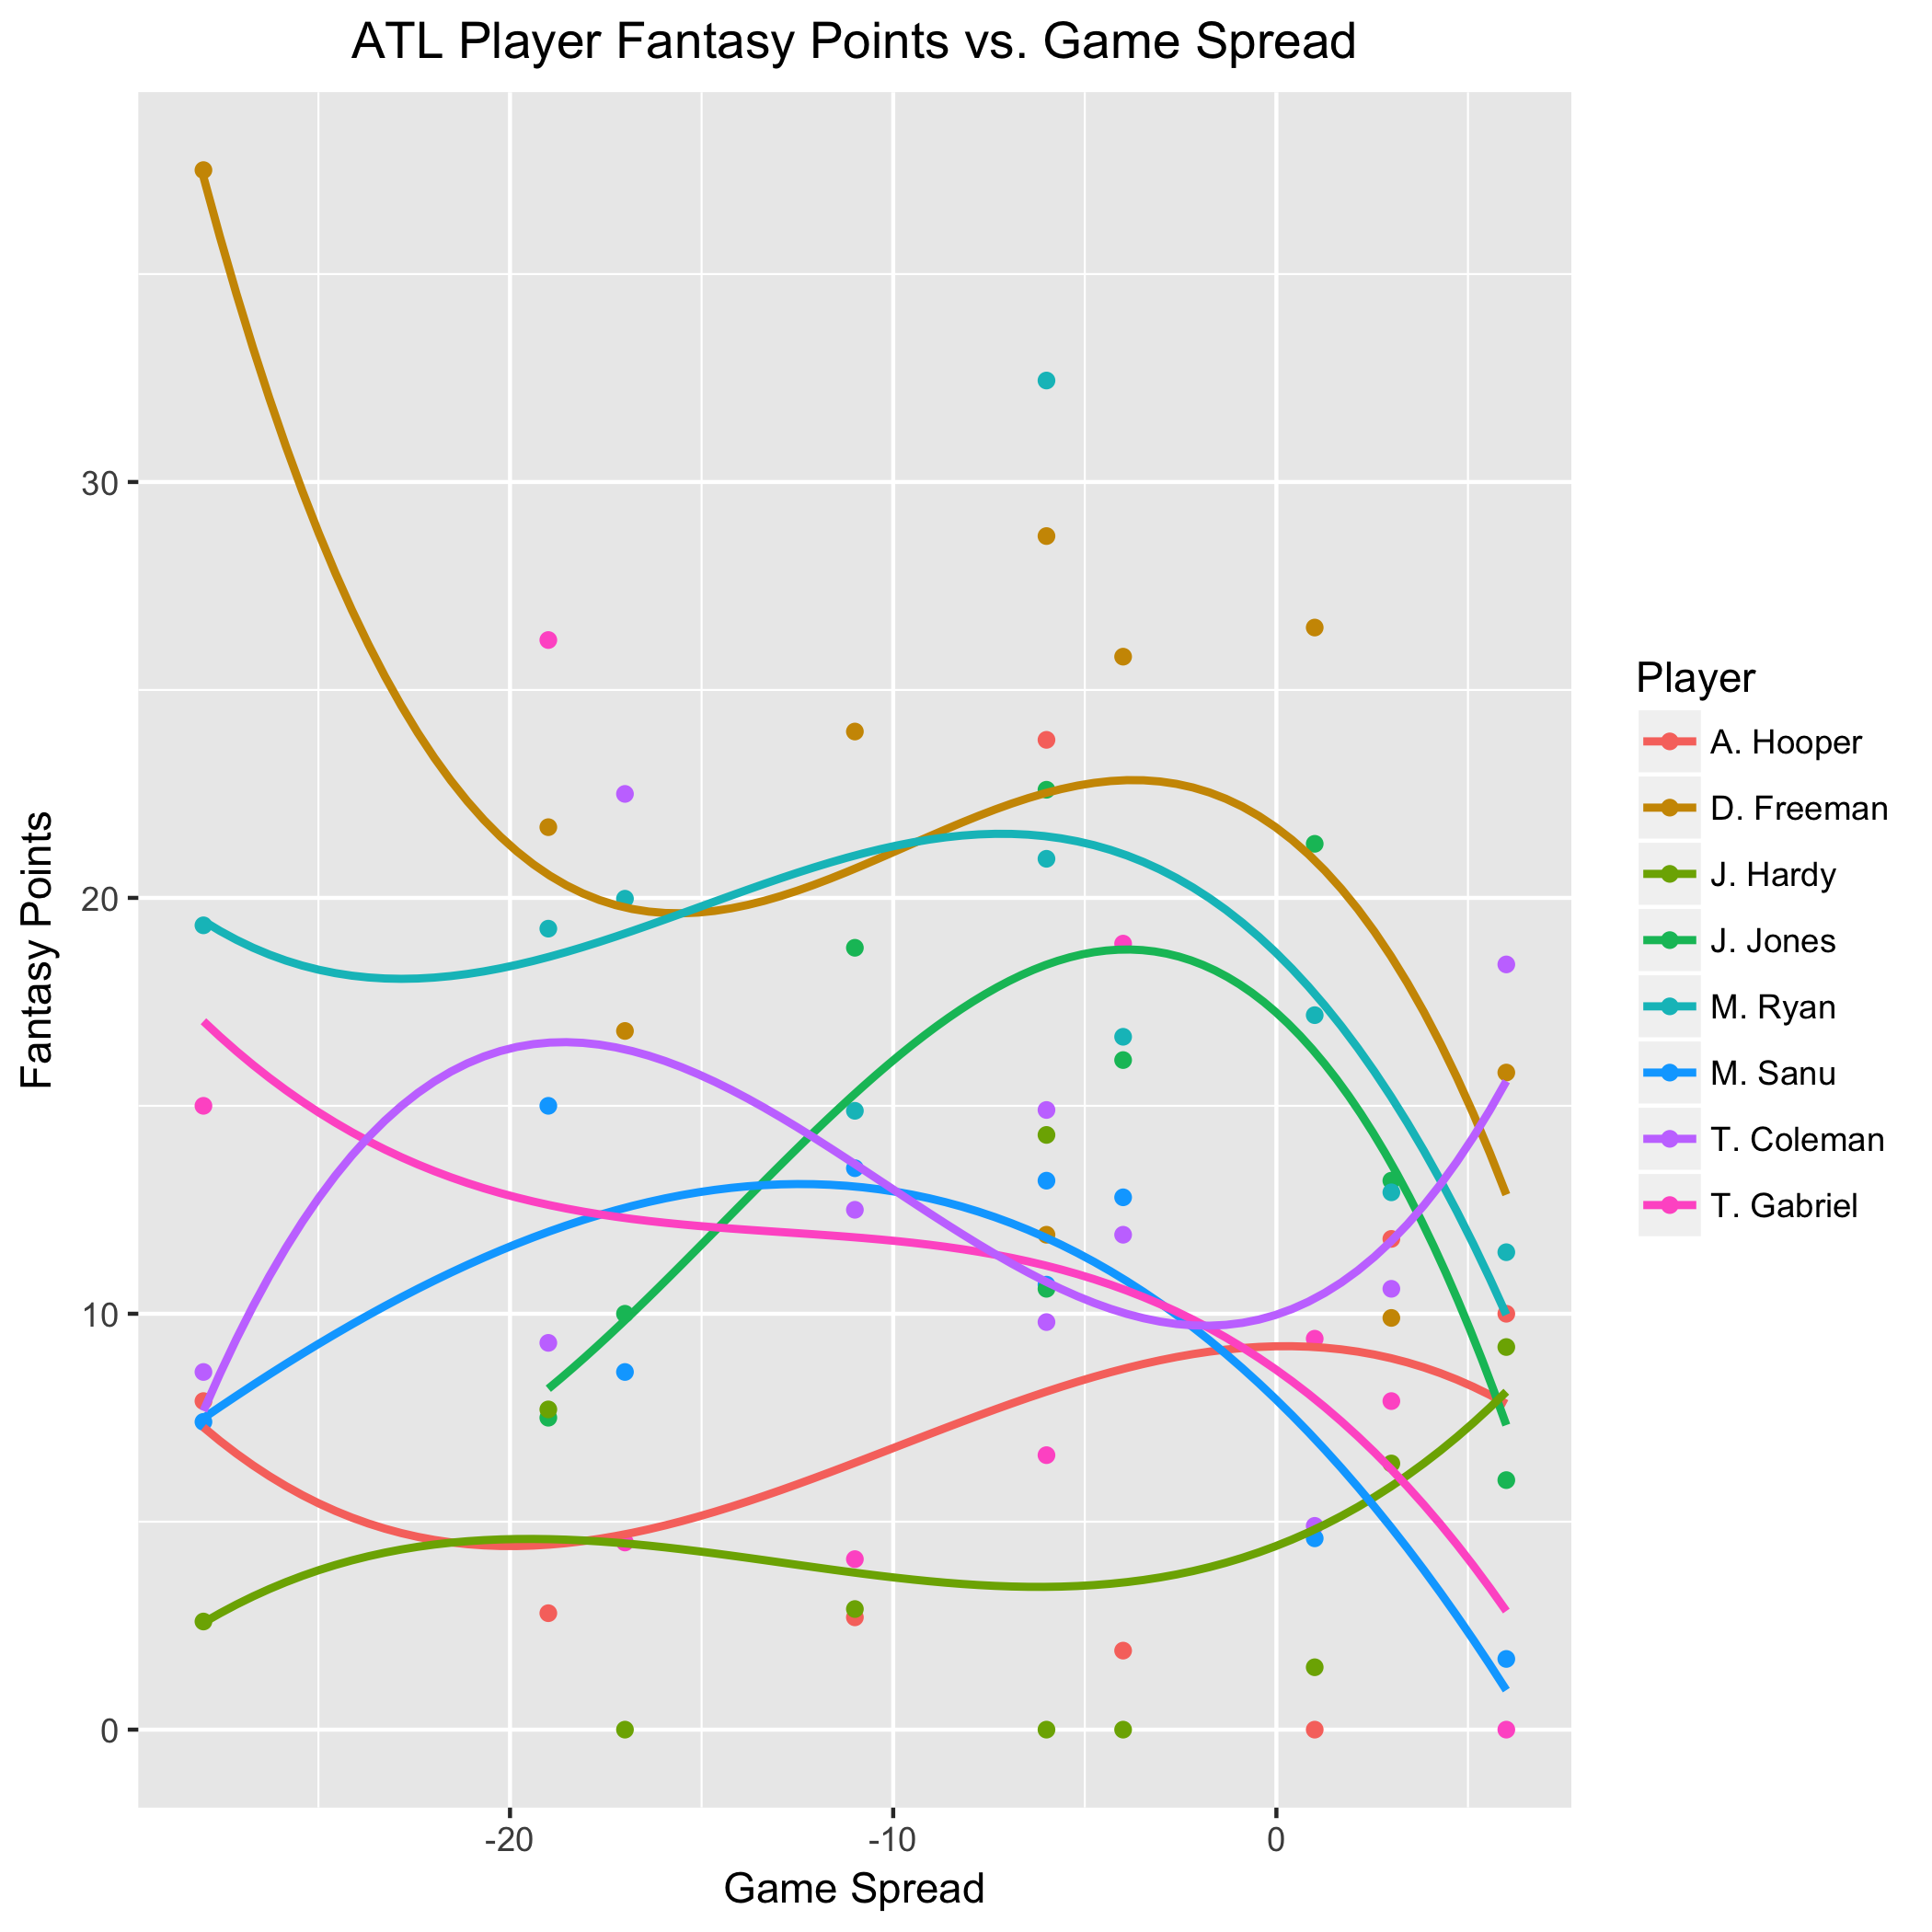 ATL Player Fantasy Points vs. Game Spread
Fantasy Points
30
20
10
0
-20
-10
0
Game Spread
Player
A. Hooper
D. Freeman
J. Hardy
J. Jones
M. Ryan
M. Sanu
T. Coleman
T. Gabriel